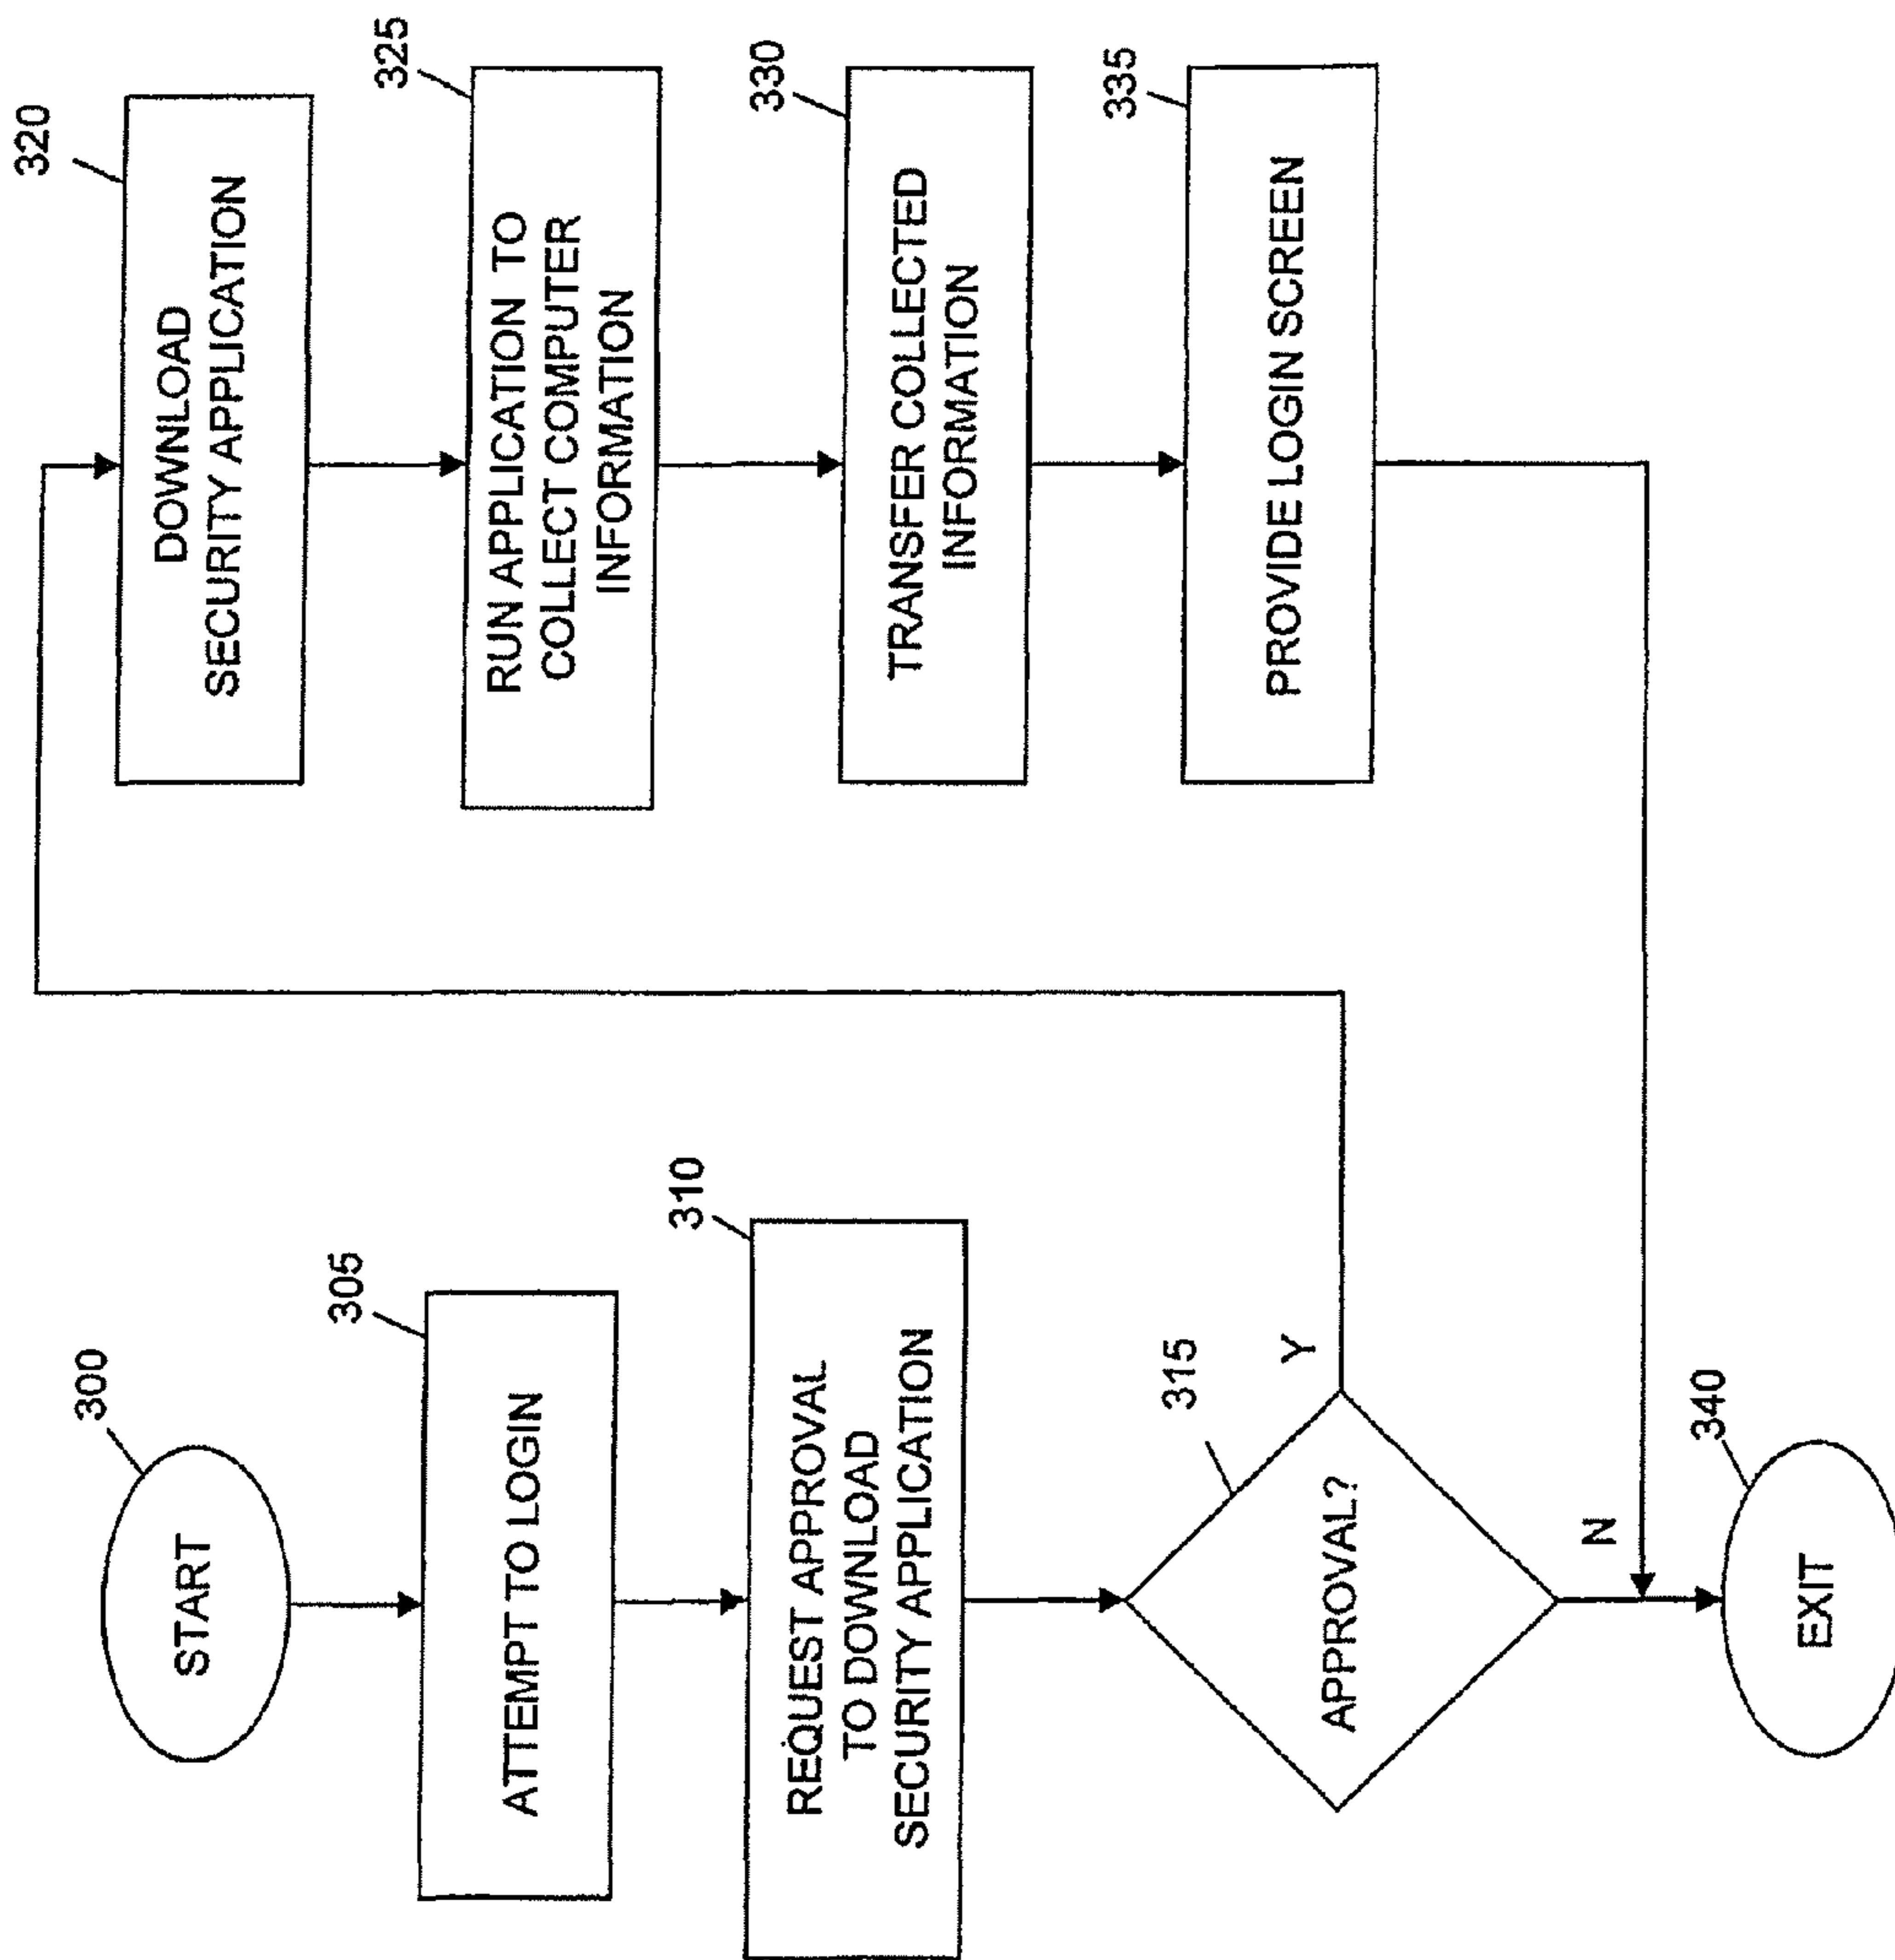 300
START
305
ATTEMPT TO LOGIN
310
REQUEST APPROVAL
TO DOWNLOAD
SECURITY APPLICATION
315
APPROVAL?
Y
N
320
DOWNLOAD
SECURITY APPLICATION
325
RUN APPLICATION TO
COLLECT COMPUTER
INFORMATION
330
TRANSFER COLLECTED
INFORMATION
335
PROVIDE LOGIN SCREEN
340
EXIT